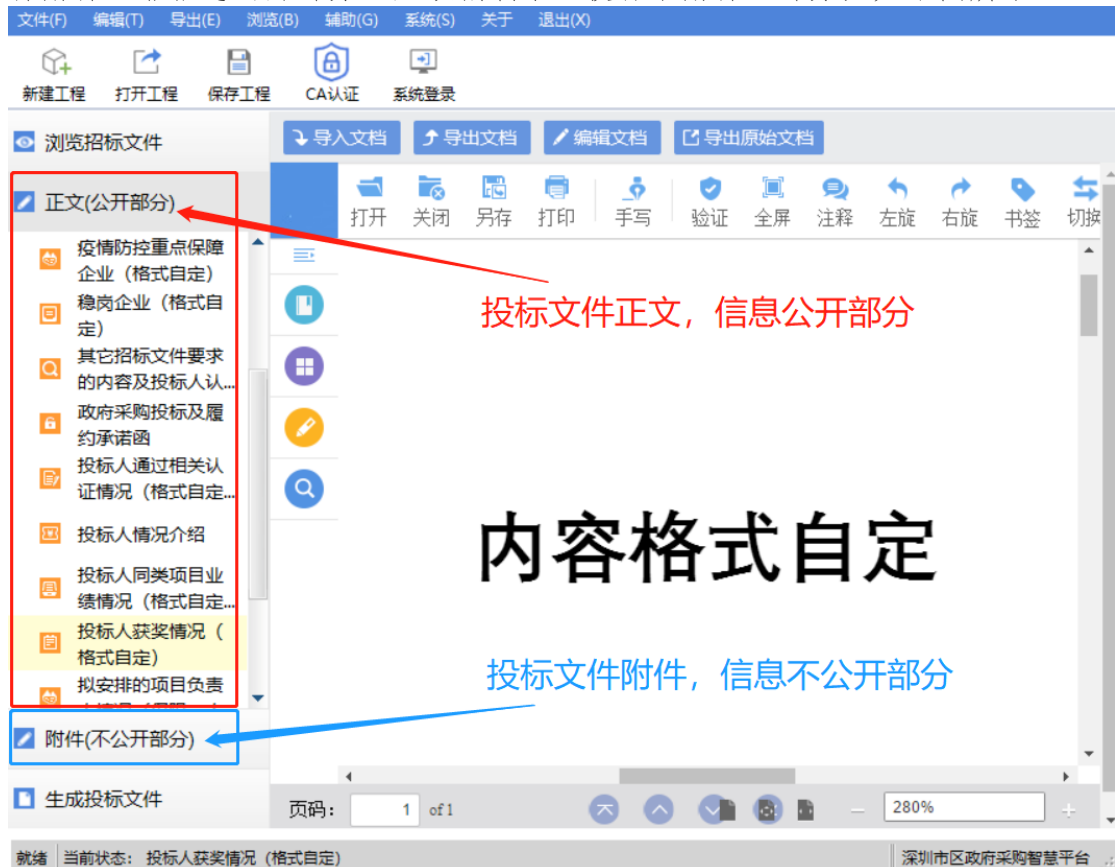 文件(F) 编辑(T) 导出(E) 浏览(B) 辅助(G) 系统(S) 关于 退出(X)
新建工程 打开工程 保存工程 CA认证 系统登录
浏览招标文件
导入文档 导出文档 编辑文档 导出原始文档
正文(公开部分)
打开 关闭 另存 打印 手写 验证 全屏 注释 左旋 右旋 书签 切换
疫情防控重点保障
企业（格式自定）
稳岗企业（格式自
定）
其它招标文件要求
的内容及投标人认...
政府采购投标及履
约承诺函
投标人通过相关认
证情况（格式自定...
投标人情况介绍
投标人同类项目业
绩情况（格式自定...
投标人获奖情况（
格式自定）
拟安排的项目负责
投标文件正文，信息公开部分
内容格式自定
投标文件附件，信息不公开部分
附件(不公开部分)
生成投标文件
页码： 1 of 1 280%
就绪 当前状态： 投标人获奖情况（格式自定） 深圳市区政府采购智慧平台